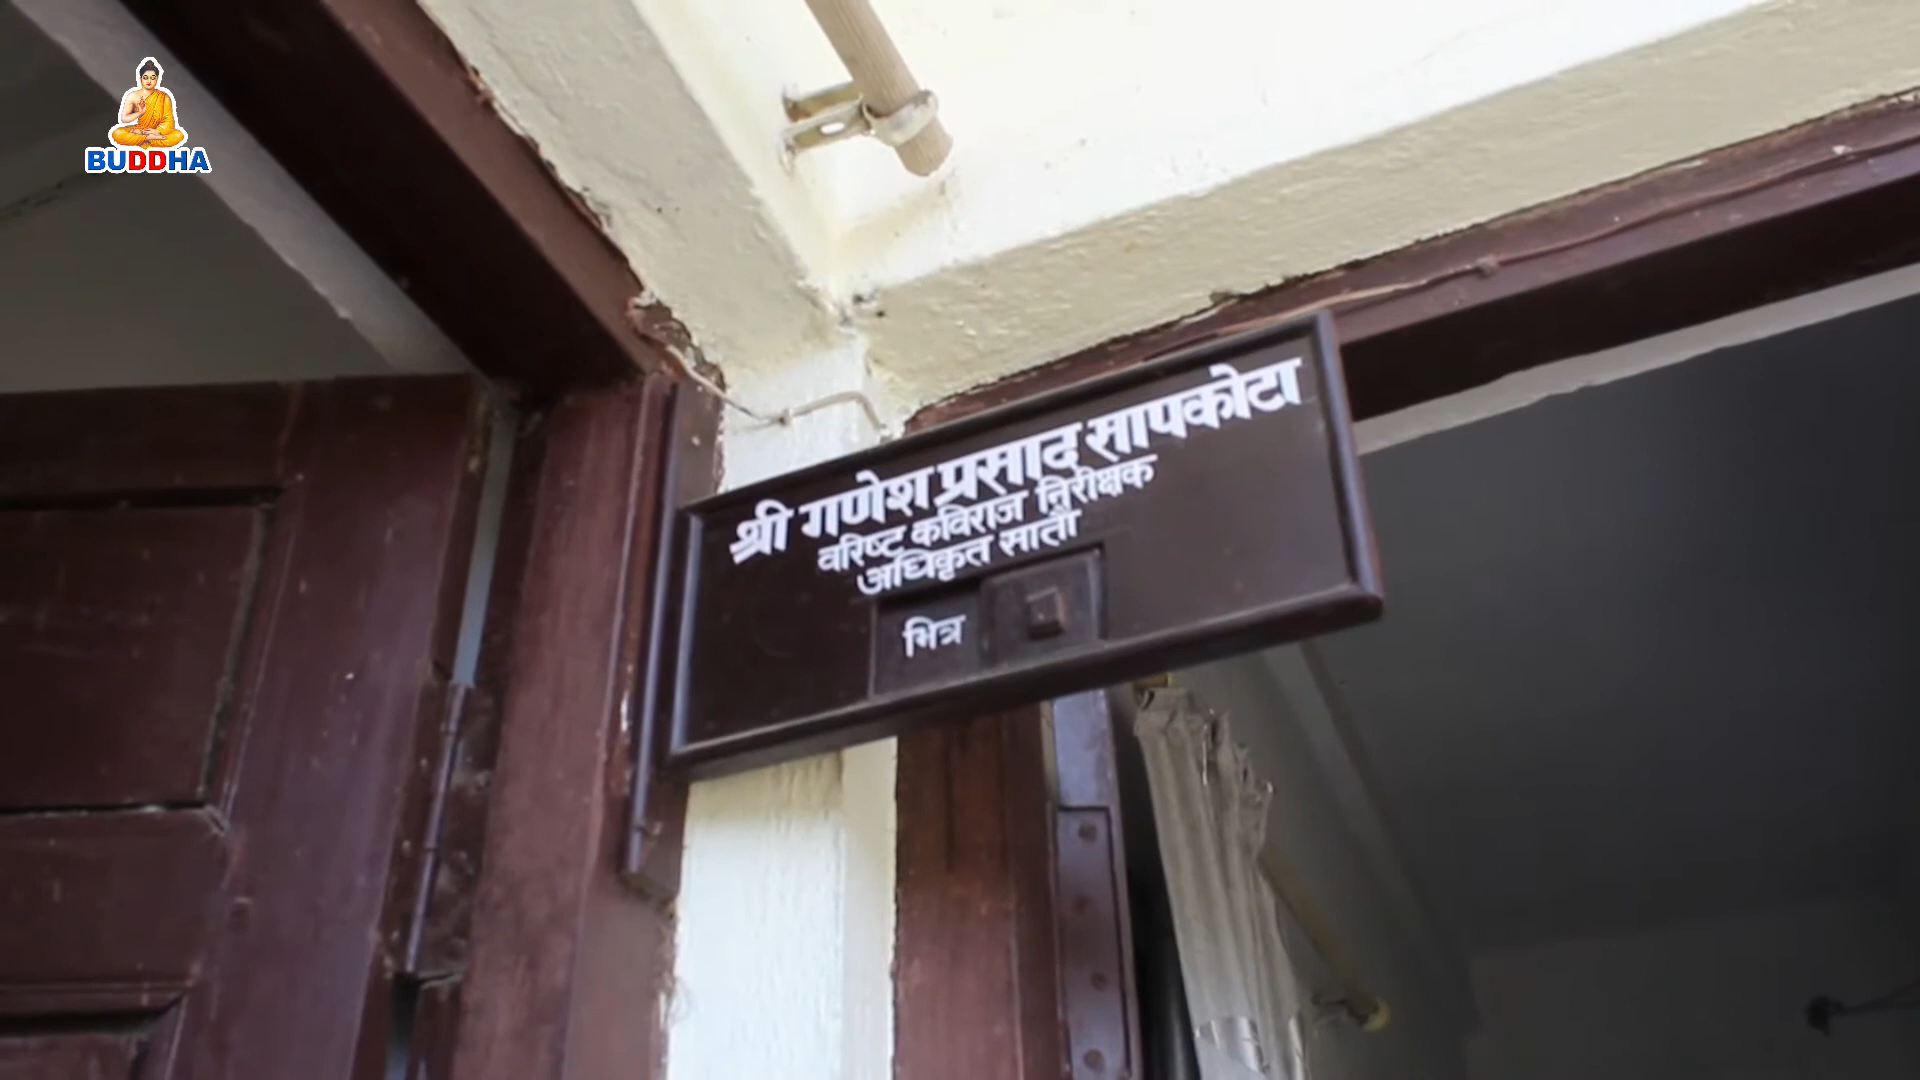 BUDDHA
श्री गणेश प्रसाद सापकोटा
वरिष्ट कविराज निरीक्षक
अधिकृत सातौं
भित्र